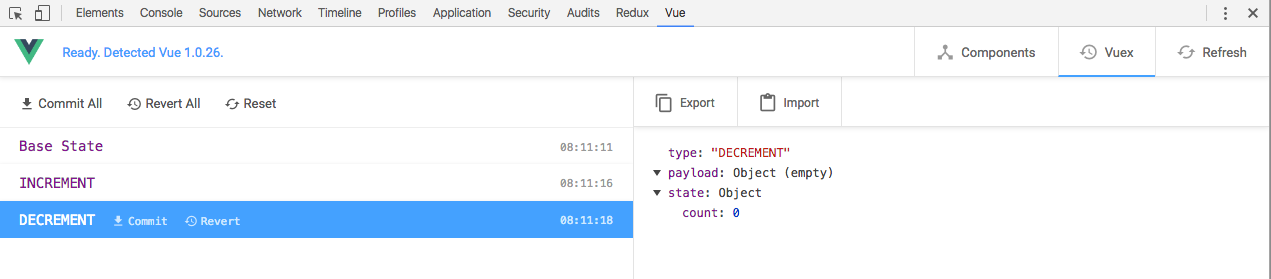 Elements Console Sources Network Timeline Profiles Application Security Audits Redux Vue
Ready. Detected Vue 1.0.26. Components Vuex Refresh
Commit All Revert All Reset
Export Import
Base State 08:11:11
INCREMENT 08:11:16
DECREMENT Commit Revert 08:11:18
type: "DECREMENT"
payload: Object (empty)
state: Object
count: 0